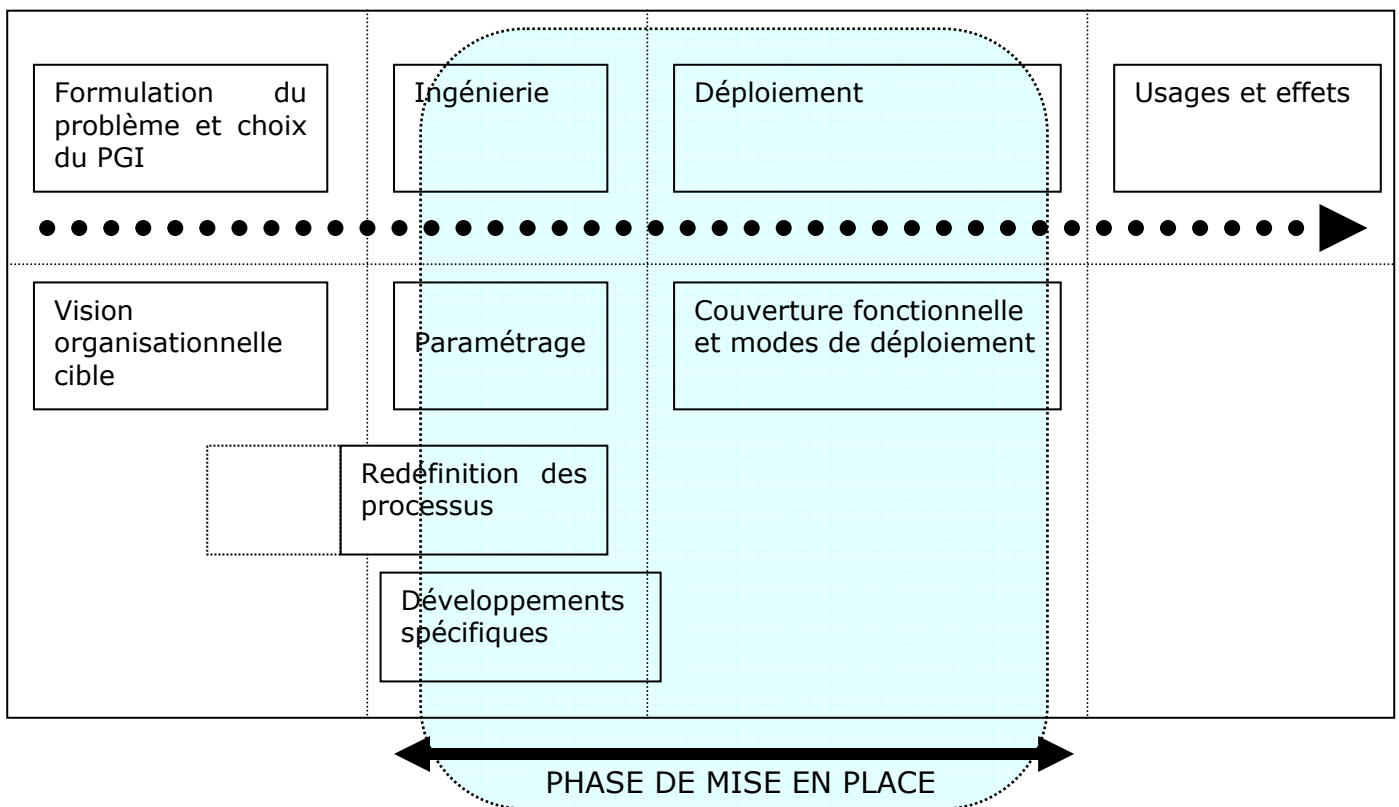 Formulation du
problème et choix
du PGI
Ingénierie
Déploiement
Usages et effets
Vision
organisationnelle
cible
Paramétrage
Couverture fonctionnelle
et modes de déploiement
Redéfinition des
processus
Développements
spécifiques
PHASE DE MISE EN PLACE